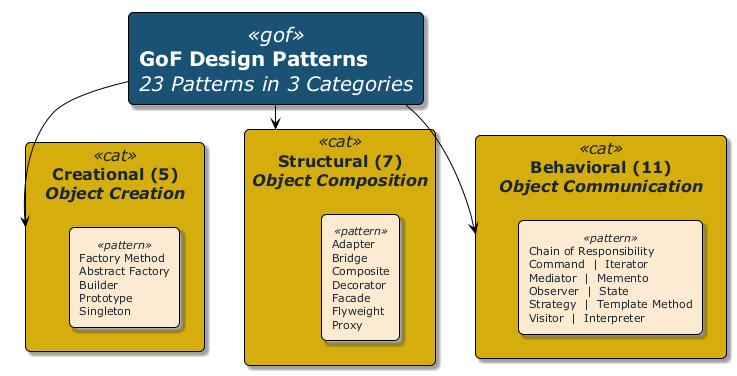 «gof»
GoF Design Patterns
23 Patterns in 3 Categories
«cat»
Creational (5)
Object Creation
«pattern»
Factory Method
Abstract Factory
Builder
Prototype
Singleton
«cat»
Structural (7)
Object Composition
«pattern»
Adapter
Bridge
Composite
Decorator
Facade
Flyweight
Proxy
«cat»
Behavioral (11)
Object Communication
«pattern»
Chain of Responsibility
Command | Iterator
Mediator | Memento
Observer | State
Strategy | Template Method
Visitor | Interpreter